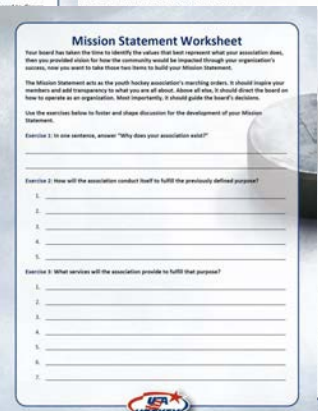 Mission Statement Worksheet
Your board has taken the time to identify the values that best represent what your association does,
then you provided vision for how the community would be impacted through your organization's
success, now you want to take those two items to build your Mission Statement.
The Mission Statement acts as the youth hockey association's marching orders. It should inspire your
members and add transparency to what you are all about. Above all else, it should direct the board on
how to operate as an organization. Most importantly, it should guide the board's decisions.
Use the exercises below to foster and shape discussion for the development of your Mission
Statement.
Exercise 1: In one sentence, answer "Why does your association exist?"
Exercise 2: How will the association conduct itself to fulfill the previously defined purpose?
1.
2.
3.
4.
5.
Exercise 3: What services will the association provide to fulfill that purpose?
1.
2.
3.
4.
5.
6.
7.
USA
HOCKEY